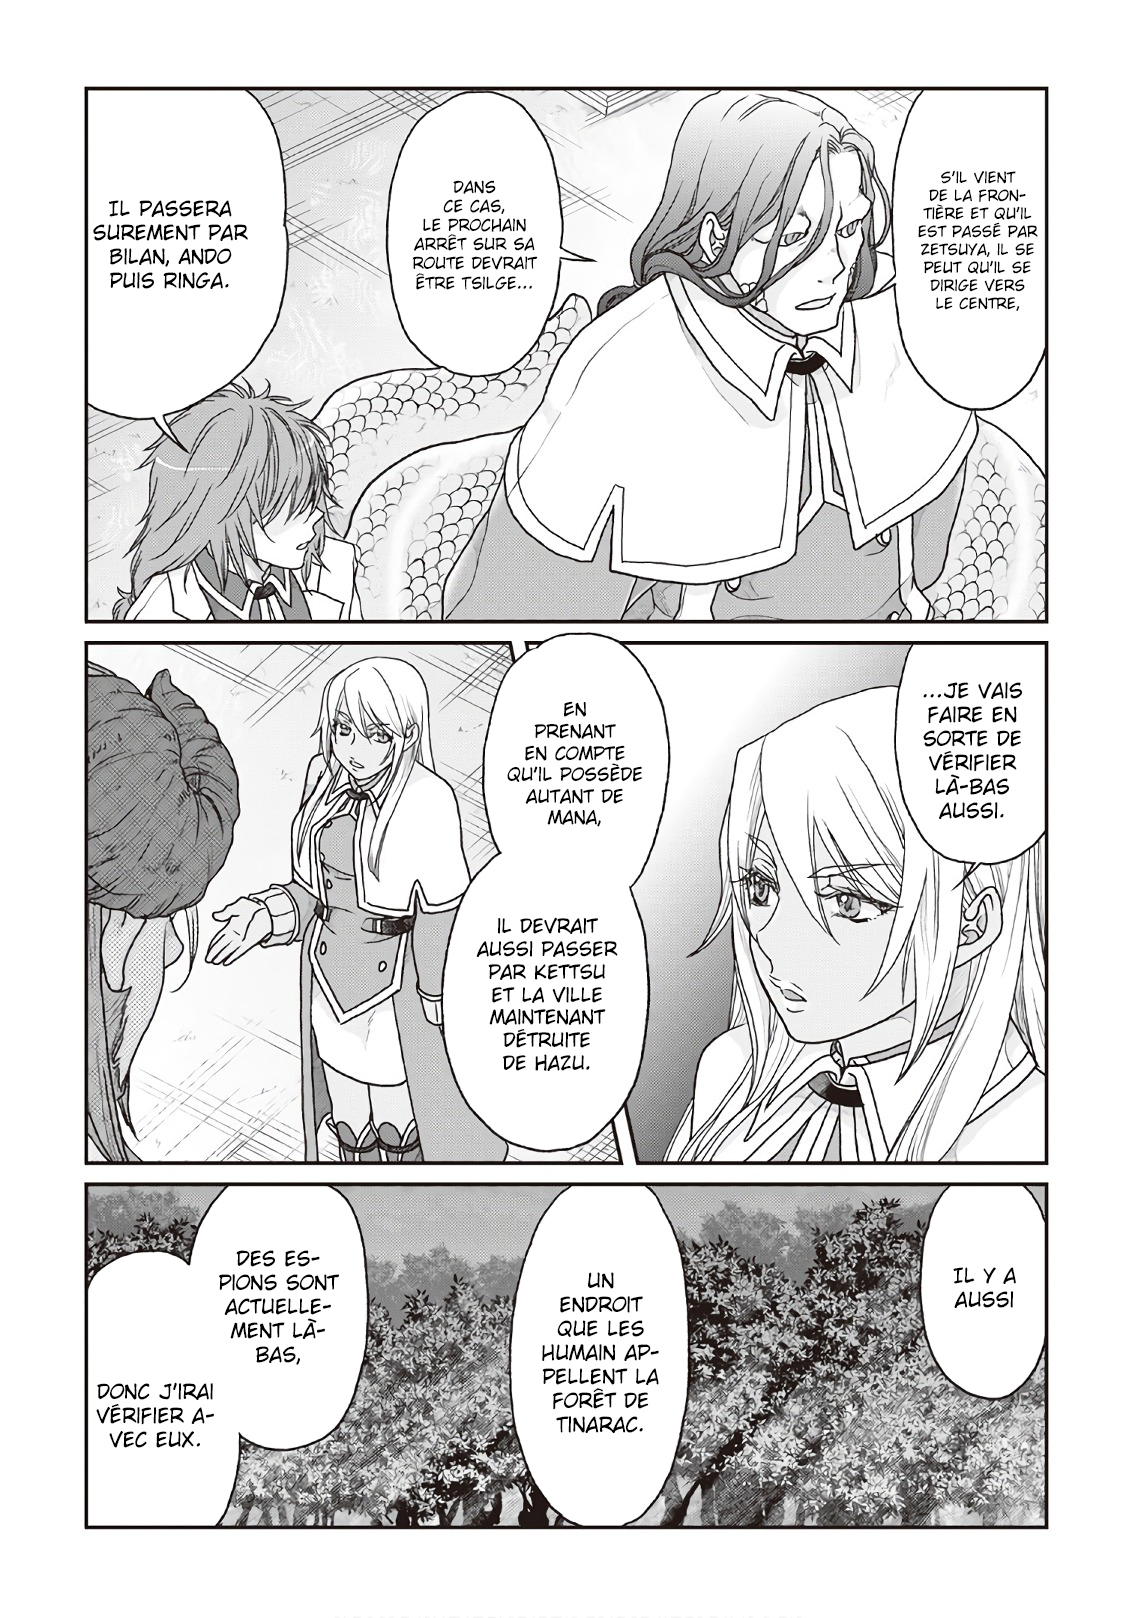 S'IL VIENT
DE LA FRON-
TIÈRE ET QU'IL
EST PASSÉ PAR
ZETSUYA, IL SE
PEUT QU'IL SE
DIRIGE VERS
LE CENTRE,
DANS
CE CAS,
LE PROCHAIN
ARRÊT SUR SA
ROUTE DEVRAIT
ÊTRE TSILGE...
IL PASSERA
SUREMENT PAR
BILAN, ANDO
PUIS RINGA.
...JE VAIS
FAIRE EN
SORTE DE
VÉRIFIER
LÀ-BAS
AUSSI.
EN
PRENANT
EN COMPTE
QU'IL POSSÈDE
AUTANT DE
MANA,
IL DEVRAIT
AUSSI PASSER
PAR KETTSU
ET LA VILLE
MAINTENANT
DÉTRUITE
DE HAZU.
IL Y A
AUSSI
UN
ENDROIT
QUE LES
HUMAIN AP-
PELLENT LA
FORÊT DE
TINARAC.
DES ES-
PIONS SONT
ACTUELLE-
MENT LÀ-
BAS,
DONC J'IRAI
VÉRIFIER A-
VEC EUX.